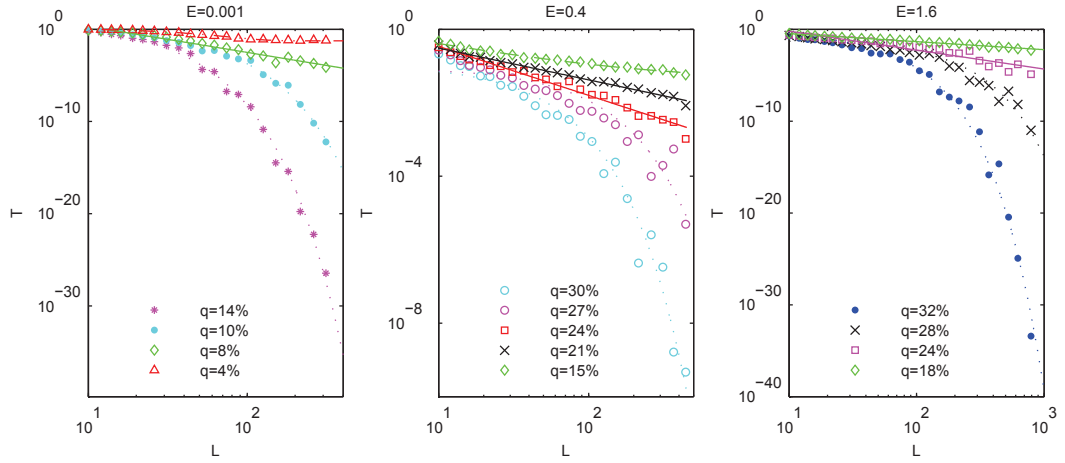 E=0.001
10^0
10^−10
10^−20
10^−30
T
q=14%
q=10%
q=8%
q=4%
10^1
10^2
L
E=0.4
10^0
10^−4
10^−8
T
q=30%
q=27%
q=24%
q=21%
q=15%
10^1
10^2
L
E=1.6
10^0
10^−10
10^−20
10^−30
10^−40
T
q=32%
q=28%
q=24%
q=18%
10^1
10^2
10^3
L